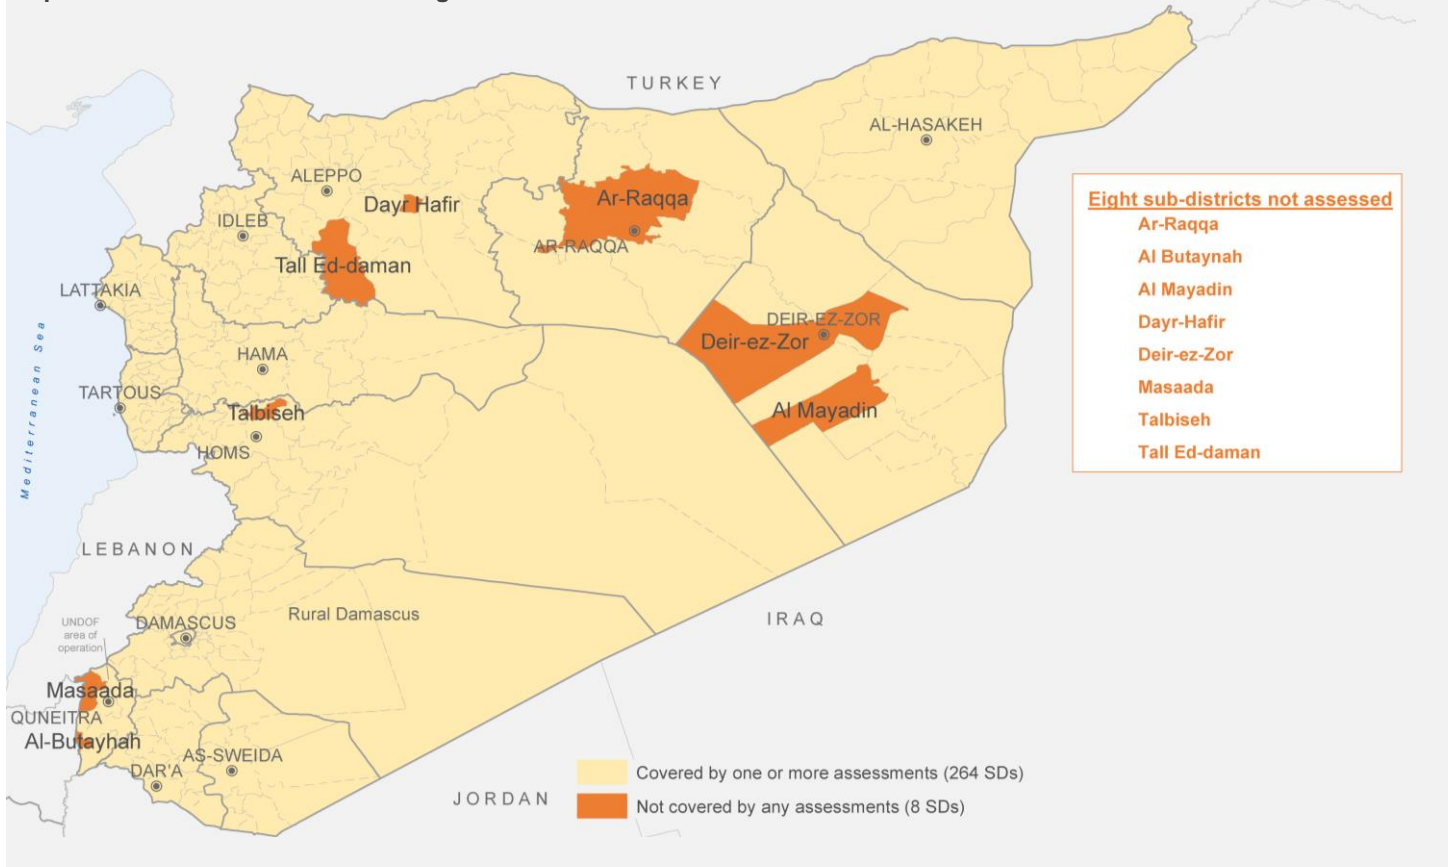 TURKEY
AL-HASAKEH
ALEPPO
Dayr Hafir
Ar-Raqqa
IDLEB
AR-RAQQA
Tall Ed-daman
LATTAKIA
DEIR-EZ-ZOR
Deir-ez-Zor
HAMA
TARTOUS
Talbiseh
Al Mayadin
HOMS
Mediterranean Sea
LEBANON
IRAQ
Rural Damascus
UNDOF
area of
operation
DAMASCUS
Masaada
QUNEITRA
Al-Butayhah
AS-SWEIDA
DAR'A
JORDAN
Eight sub-districts not assessed
Ar-Raqqa
Al Butaynah
Al Mayadin
Dayr-Hafir
Deir-ez-Zor
Masaada
Talbiseh
Tall Ed-daman
Covered by one or more assessments (264 SDs)
Not covered by any assessments (8 SDs)